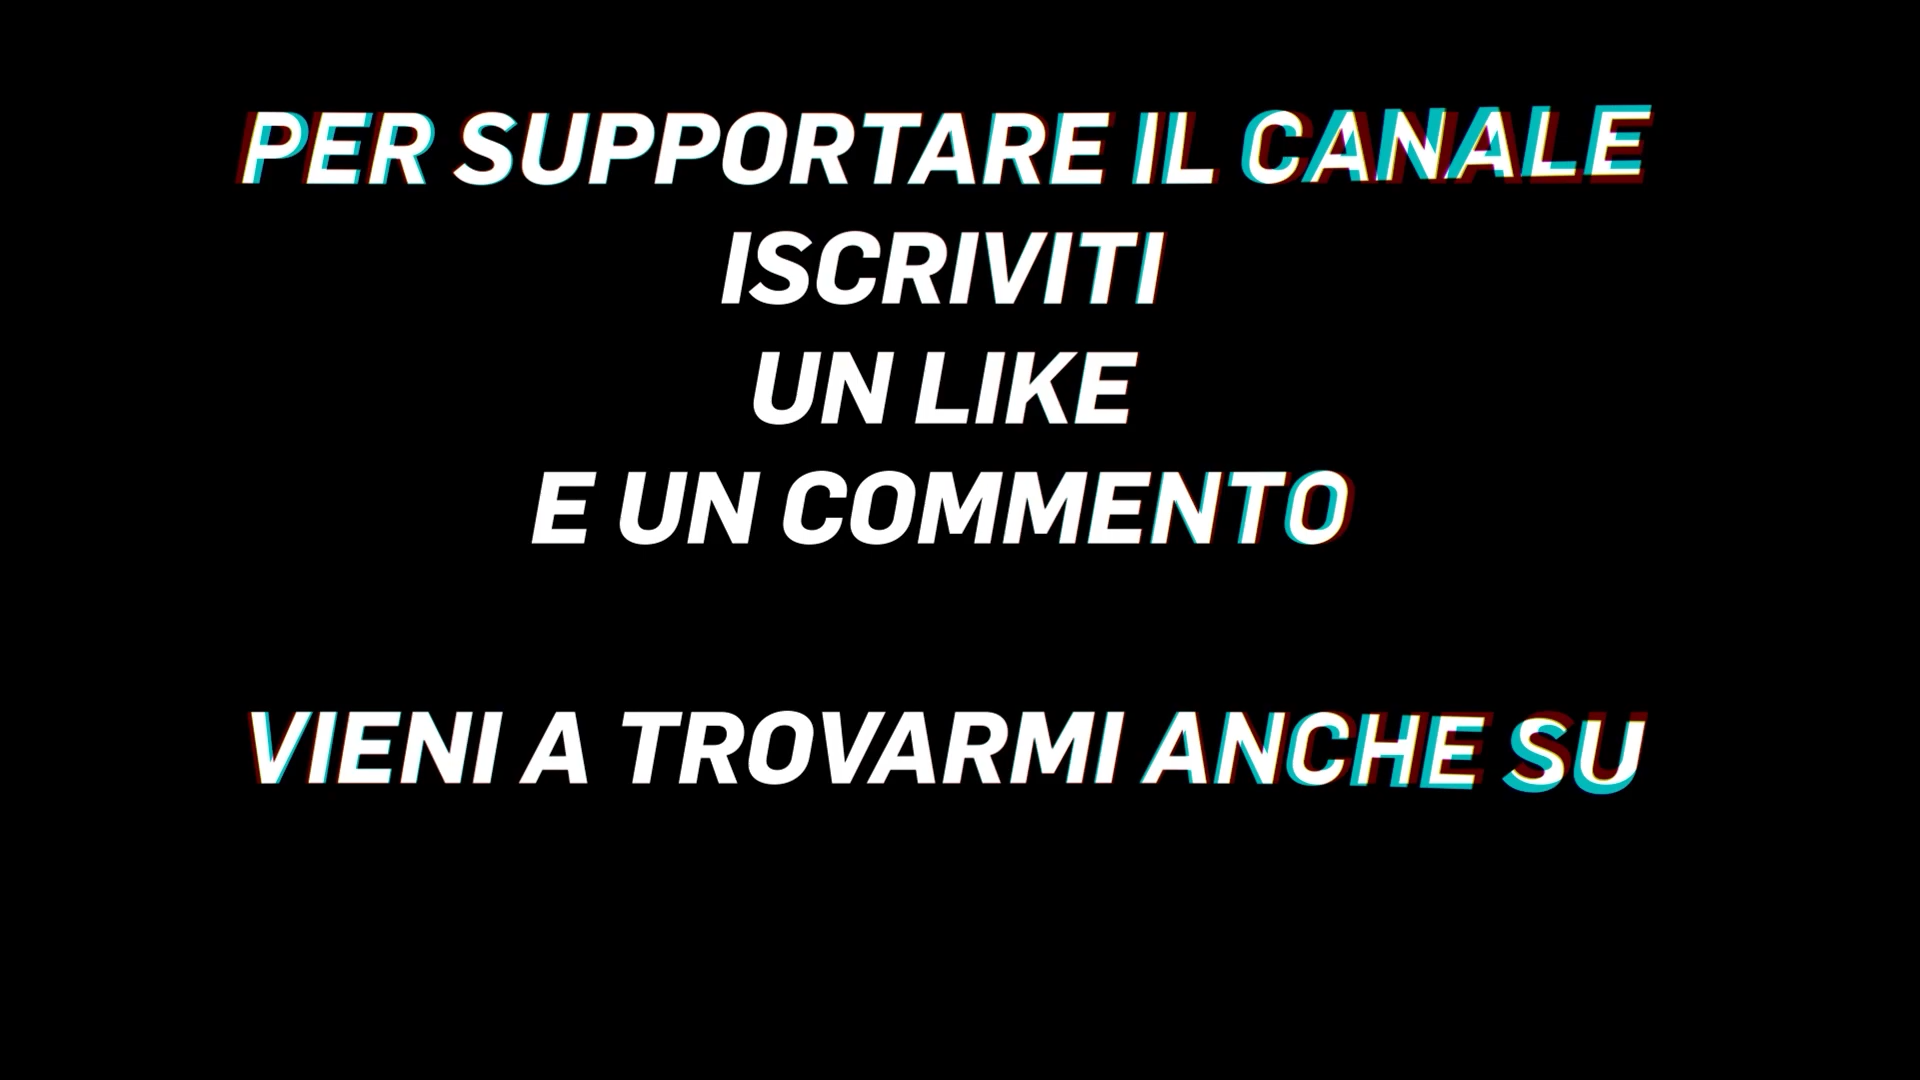 PER SUPPORTARE IL CANALE
ISCRIVITI
UN LIKE
E UN COMMENTO
VIENI A TROVARMI ANCHE SU